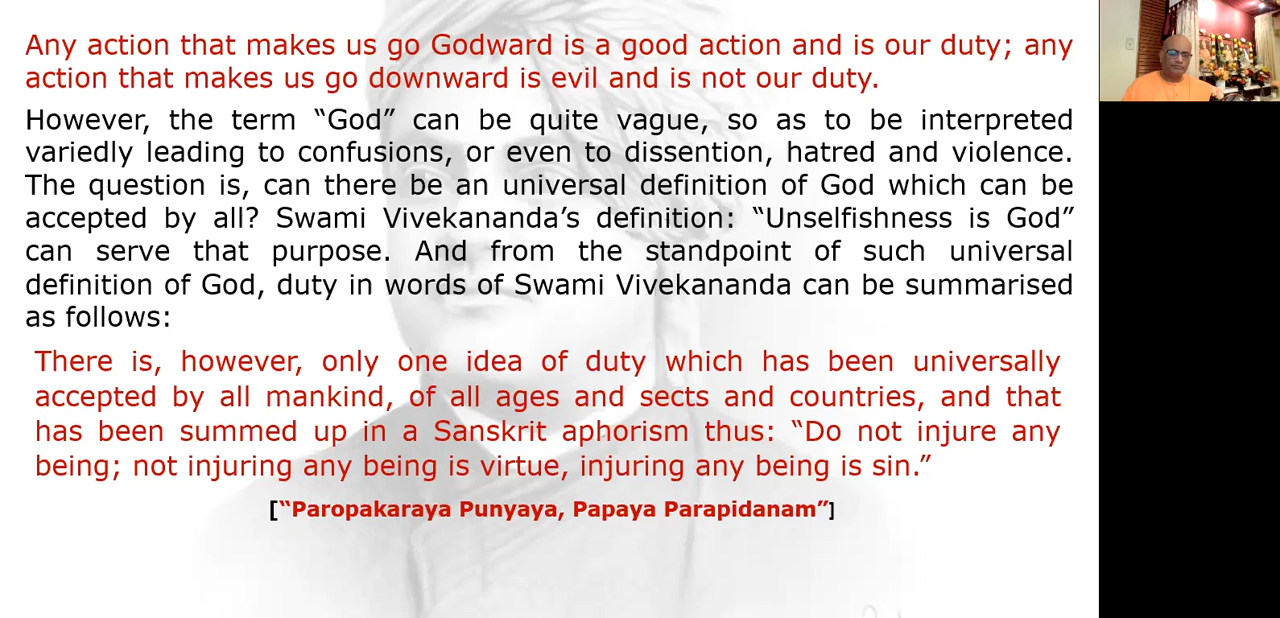 Any action that makes us go Godward is a good action and is our duty; any
action that makes us go downward is evil and is not our duty.
However, the term “God” can be quite vague, so as to be interpreted
variedly leading to confusions, or even to dissention, hatred and violence.
The question is, can there be an universal definition of God which can be
accepted by all? Swami Vivekananda’s definition: “Unselfishness is God”
can serve that purpose. And from the standpoint of such universal
definition of God, duty in words of Swami Vivekananda can be summarised
as follows:
There is, however, only one idea of duty which has been universally
accepted by all mankind, of all ages and sects and countries, and that
has been summed up in a Sanskrit aphorism thus: “Do not injure any
being; not injuring any being is virtue, injuring any being is sin.”
[“Paropakaraya Punyaya, Papaya Parapidanam”]